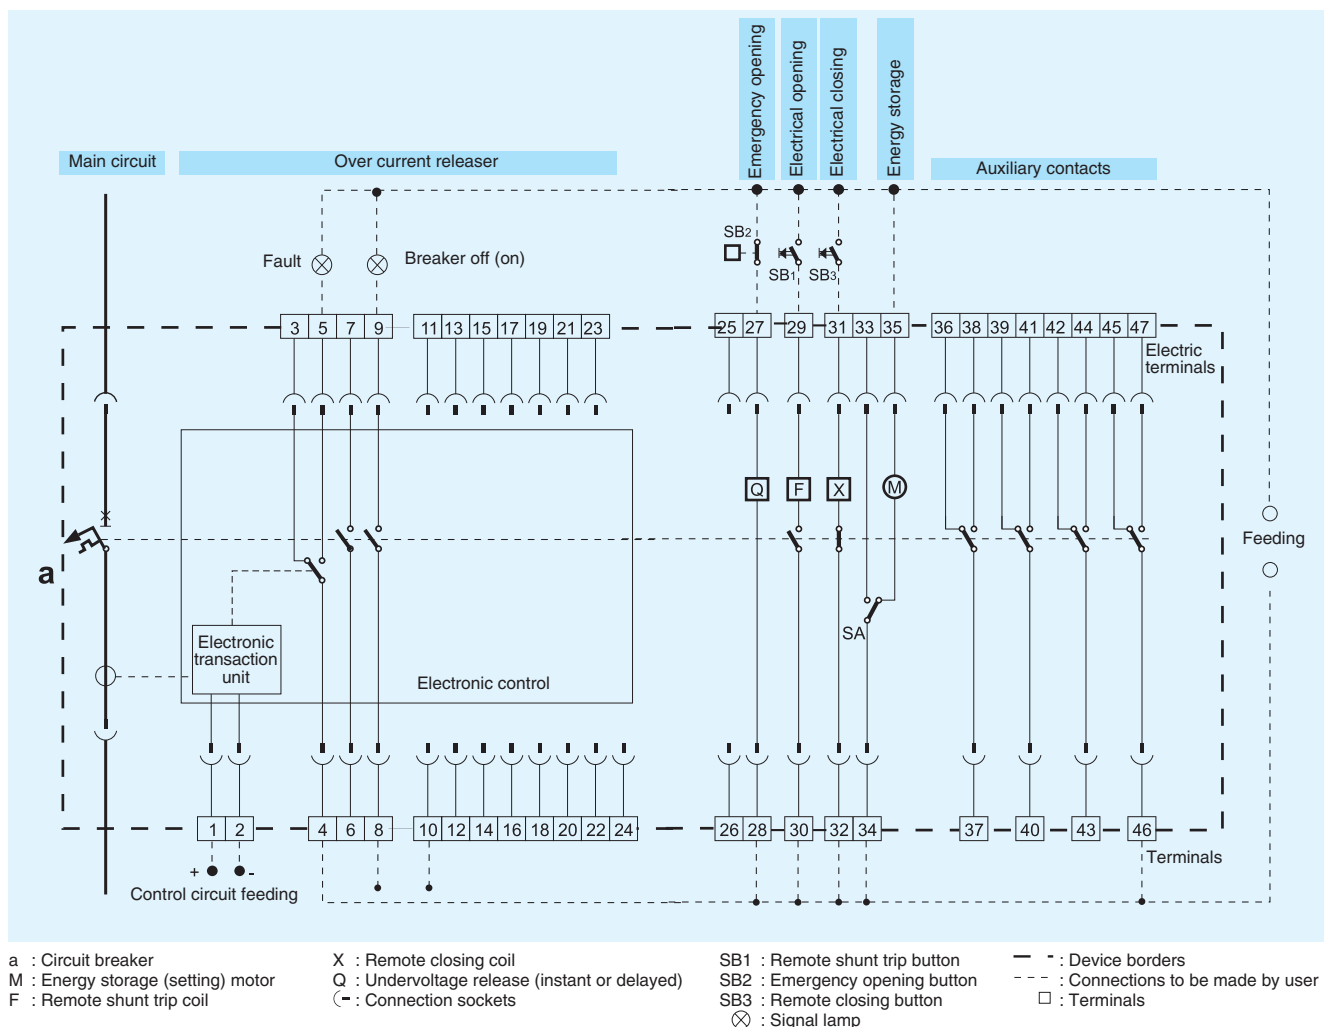 Emergency opening
Electrical opening
Electrical closing
Energy storage
Main circuit
Over current releaser
Auxiliary contacts
SB2
Fault
Breaker off (on)
SB1
SB3
3 5 7 9 11 13 15 17 19 21 23 25 27 29 31 33 35 36 38 39 41 42 44 45 47
Electric
terminals
Q F X M
Feeding
a
SA
Electronic
transaction
unit
Electronic control
1 2 4 6 8 10 12 14 16 18 20 22 24 26 28 30 32 34 37 40 43 46
Terminals
+ -
Control circuit feeding
a : Circuit breaker
M : Energy storage (setting) motor
F : Remote shunt trip coil
X : Remote closing coil
Q : Undervoltage release (instant or delayed)
: Connection sockets
SB1 : Remote shunt trip button
SB2 : Emergency opening button
SB3 : Remote closing button
: Signal lamp
: Device borders
: Connections to be made by user
: Terminals